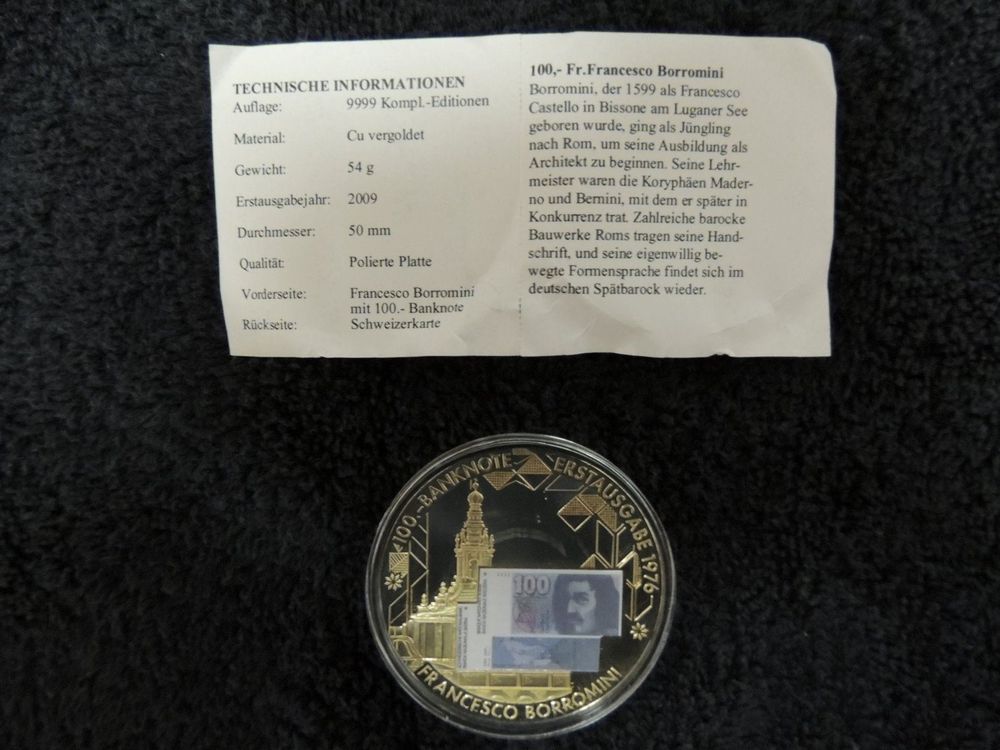 TECHNISCHE INFORMATIONEN
Auflage: 9999 Kompl.-Editionen
Material: Cu vergoldet
Gewicht: 54 g
Erstausgabejahr: 2009
Durchmesser: 50 mm
Qualität: Polierte Platte
Vorderseite: Francesco Borromini
mit 100.- Banknote
Rückseite: Schweizerkarte
100,- Fr.Francesco Borromini
Borromini, der 1599 als Francesco
Castello in Bissone am Luganer See
geboren wurde, ging als Jüngling
nach Rom, um seine Ausbildung als
Architekt zu beginnen. Seine Lehr-
meister waren die Koryphäen Mader-
no und Bernini, mit dem er später in
Konkurrenz trat. Zahlreiche barocke
Bauwerke Roms tragen seine Hand-
schrift, und seine eigenwillig be-
wegte Formensprache findet sich im
deutschen Spätbarock wieder.
100.-BANKNOTE ERSTAUSGABE 1976
100
FRANCESCO BORROMINI